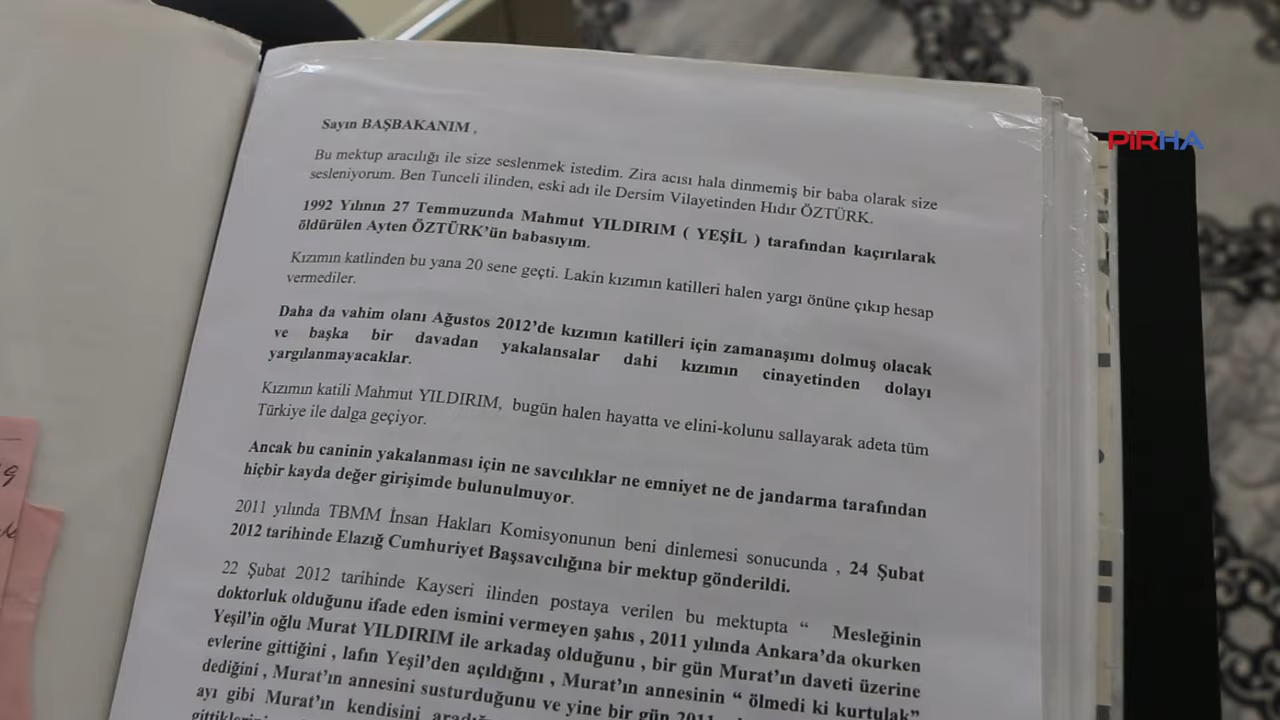 PİRHA
Sayın BAŞBAKANIM ,
Bu mektup aracılığı ile size seslenmek istedim. Zira acısı hala dinmemiş bir baba olarak size
sesleniyorum. Ben Tunceli ilinden, eski adı ile Dersim Vilayetinden Hıdır ÖZTÜRK.
1992 Yılının 27 Temmuzunda Mahmut YILDIRIM ( YEŞİL ) tarafından kaçırılarak
öldürülen Ayten ÖZTÜRK'ün babasıyım.
Kızımın katlinden bu yana 20 sene geçti. Lakin kızımın katilleri halen yargı önüne çıkıp hesap
vermediler.
Daha da vahim olanı Ağustos 2012'de kızımın katilleri için zamanaşımı dolmuş olacak
ve başka bir davadan yakalansalar dahi kızımın cinayetinden dolayı
yargılanmayacaklar.
Kızımın katili Mahmut YILDIRIM, bugün halen hayatta ve elini-kolunu sallayarak adeta tüm
Türkiye ile dalga geçiyor.
Ancak bu caninin yakalanması için ne savcılıklar ne emniyet ne de jandarma tarafından
hiçbir kayda değer girişimde bulunulmuyor.
2011 yılında TBMM İnsan Hakları Komisyonunun beni dinlemesi sonucunda , 24 Şubat
2012 tarihinde Elazığ Cumhuriyet Başsavcılığına bir mektup gönderildi.
22 Şubat 2012 tarihinde Kayseri ilinden postaya verilen bu mektupta “ Mesleğinin
doktorluk olduğunu ifade eden ismini vermeyen şahıs , 2011 yılında Ankara'da okurken
Yeşil'in oğlu Murat YILDIRIM ile arkadaş olduğunu , bir gün Murat'ın daveti üzerine
evlerine gittiğini , lafın Yeşil'den açıldığını , Murat'ın annesinin “ ölmedi ki kurtulak”
dediğini , Murat'ın annesini susturduğunu ve yine bir gün 2011
ayı gibi Murat'ın kendisini